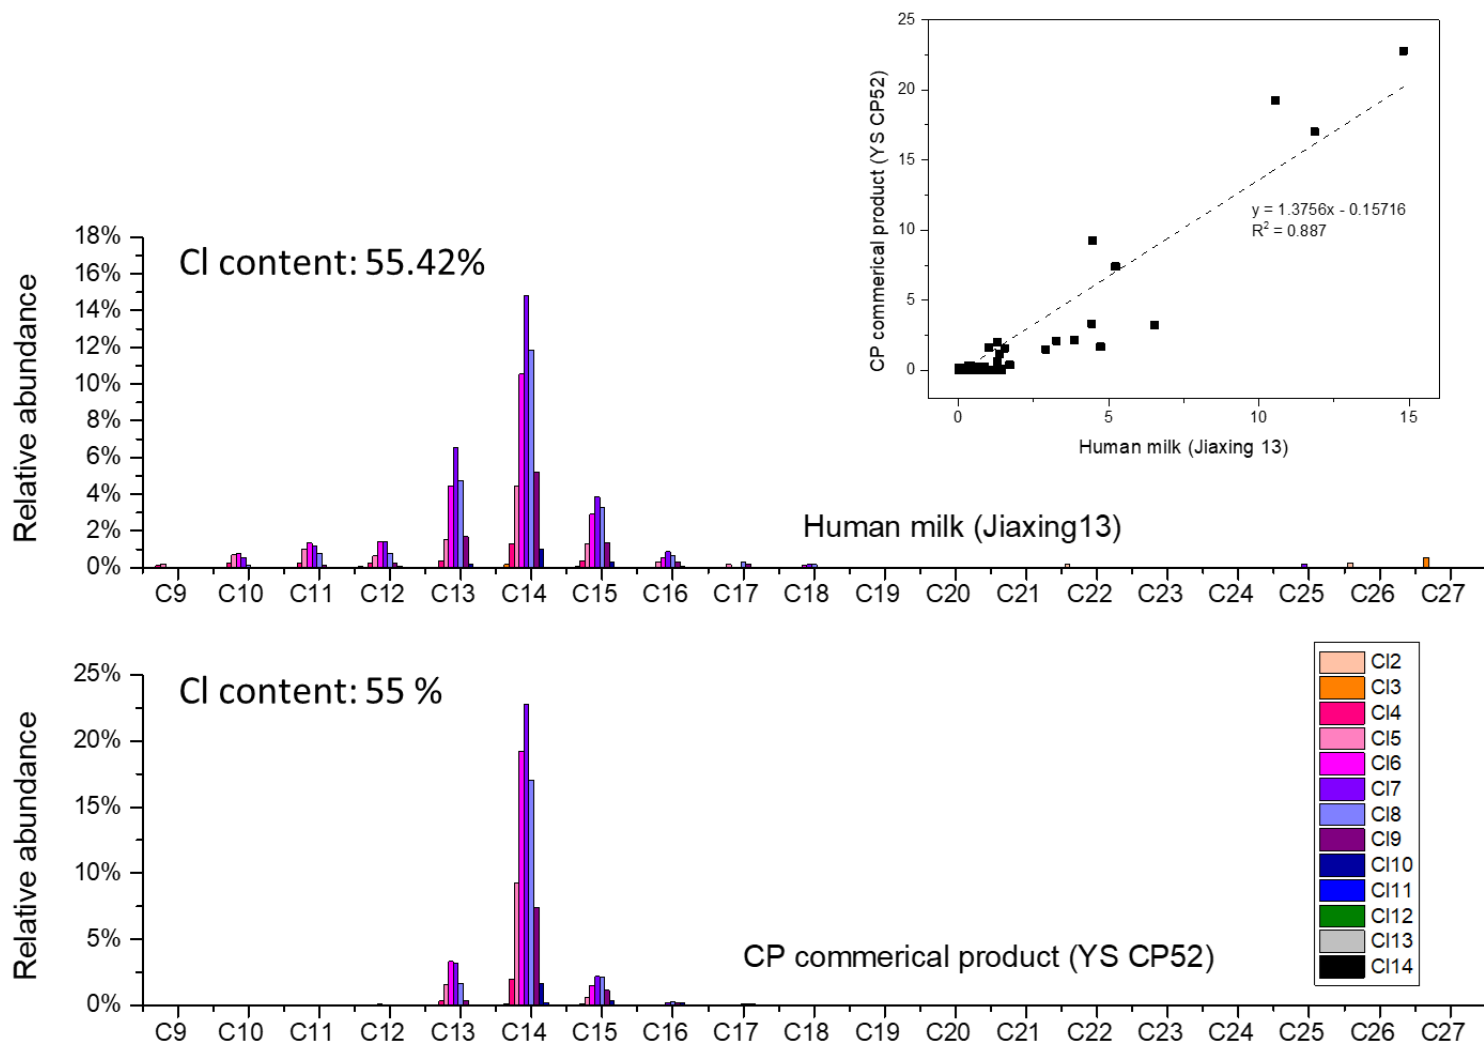 25
20
15
10
5
0
CP commerical product (YS CP52)
y = 1.3756x - 0.15716
R² = 0.887
0 5 10 15
Human milk (Jiaxing 13)
18%
16%
14%
12%
10%
8%
6%
4%
2%
0%
Relative abundance
Cl content: 55.42%
Human milk (Jiaxing13)
C9 C10 C11 C12 C13 C14 C15 C16 C17 C18 C19 C20 C21 C22 C23 C24 C25 C26 C27
25%
20%
15%
10%
5%
0%
Relative abundance
Cl content: 55 %
CP commerical product (YS CP52)
Cl2
Cl3
Cl4
Cl5
Cl6
Cl7
Cl8
Cl9
Cl10
Cl11
Cl12
Cl13
Cl14
C9 C10 C11 C12 C13 C14 C15 C16 C17 C18 C19 C20 C21 C22 C23 C24 C25 C26 C27